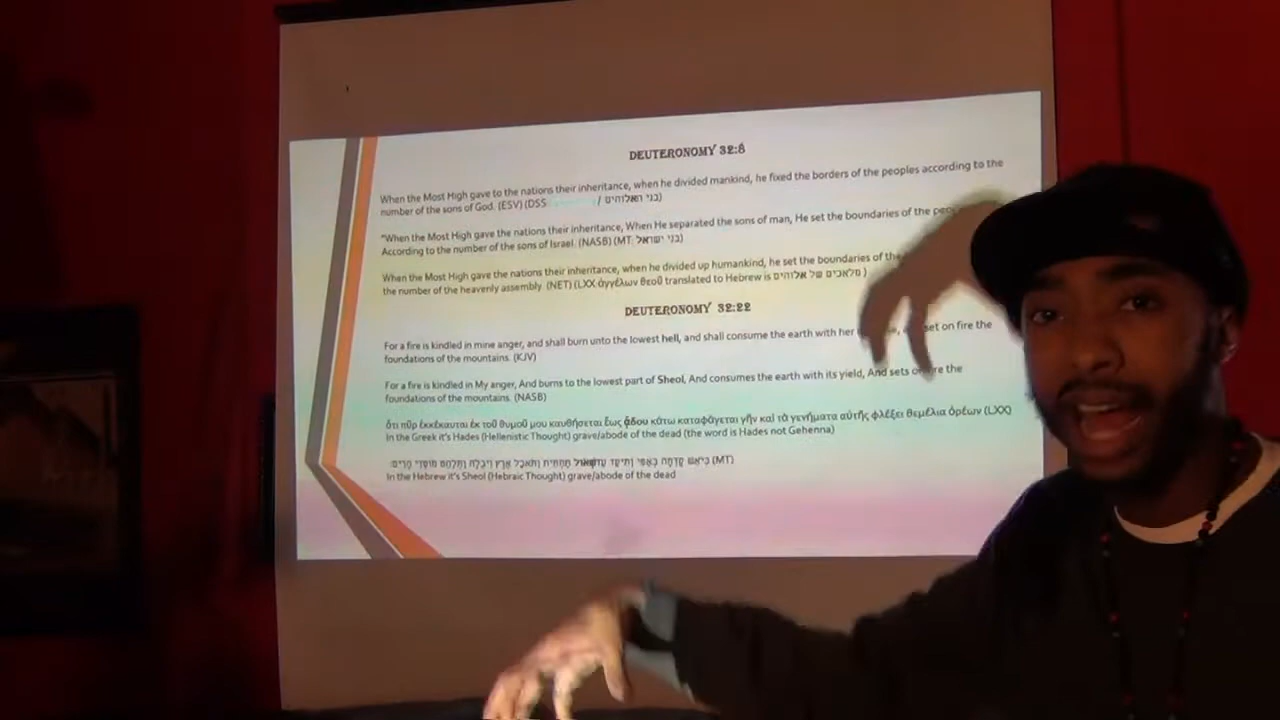 DEUTERONOMY 32:8
When the Most High gave to the nations their inheritance, when he divided mankind, he fixed the borders of the peoples according to the
number of the sons of God. (ESV) (DSS / בני האלוהים)
"When the Most High gave the nations their inheritance, When He separated the sons of man, He set the boundaries of the
According to the number of the sons of Israel. (NASB) (MT: בני ישראל)
When the Most High gave the nations their inheritance, when he divided up humankind, he set the boundaries of the
the number of the heavenly assembly. (NET) (LXX ἀγγέλων θεοῦ translated to Hebrew is מלאכים של אלוהים )
DEUTERONOMY 32:22
For a fire is kindled in mine anger, and shall burn unto the lowest hell, and shall consume the earth with her set on fire the
foundations of the mountains. (KJV)
For a fire is kindled in My anger, And burns to the lowest part of Sheol, And consumes the earth with its yield, And sets on fire the
foundations of the mountains. (NASB)
ὅτι πῦρ ἐκκέκαυται ἐκ τοῦ θυμοῦ μου καυθήσεται ἕως ᾅδου κάτω καταφάγεται γῆν καὶ τὰ γενήματα αὐτῆς φλέξει θεμέλια ὀρέων (LXX)
In the Greek it's Hades (Hellenistic Thought) grave/abode of the dead (the word is Hades not Gehenna)
כִּי־אֵשׁ קָדְחָה בְאַפִּי וַתִּיקַד תַּחְתִּית וַתֹּאכַל אֶרֶץ וִיבֻלָהּ וַתְּלַהֵט מוֹסְדֵי הָרִים׃ (MT)
In the Hebrew it's Sheol (Hebraic Thought) grave/abode of the dead